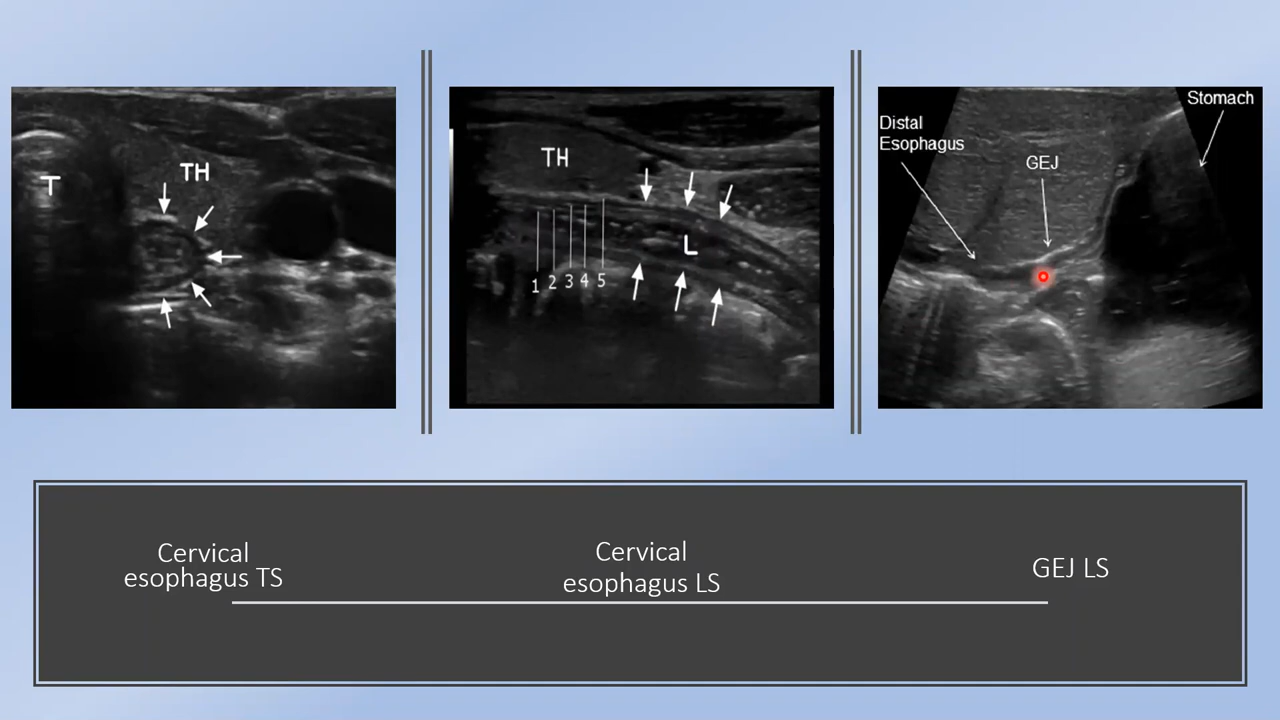 T
TH
TH
L
1 2 3 4 5
Distal
Esophagus
GEJ
Stomach
Cervical
esophagus TS
Cervical
esophagus LS
GEJ LS